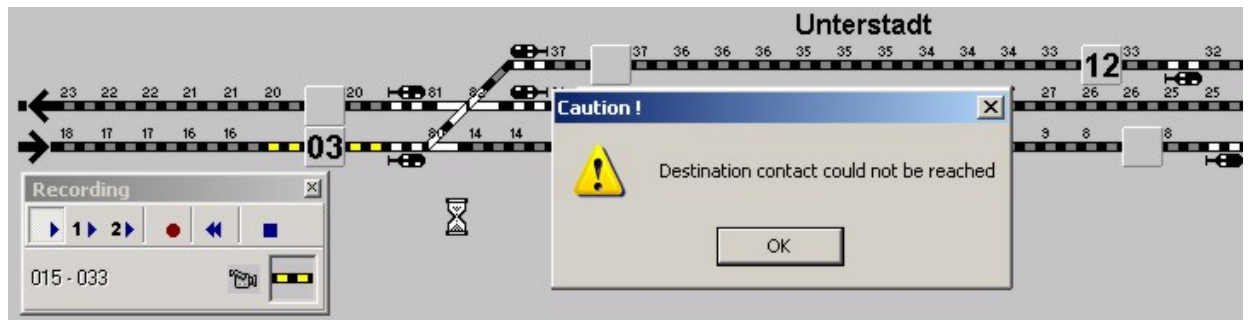 Unterstadt
37 37 36 36 36 35 35 35 34 34 34 33 12 33 32
23 22 22 21 21 20 20 81 82 27 26 26 25 25
Caution !
18 17 17 16 16 03 80 14 14 9 8 8
Destination contact could not be reached
Recording
1 2
OK
015 - 033